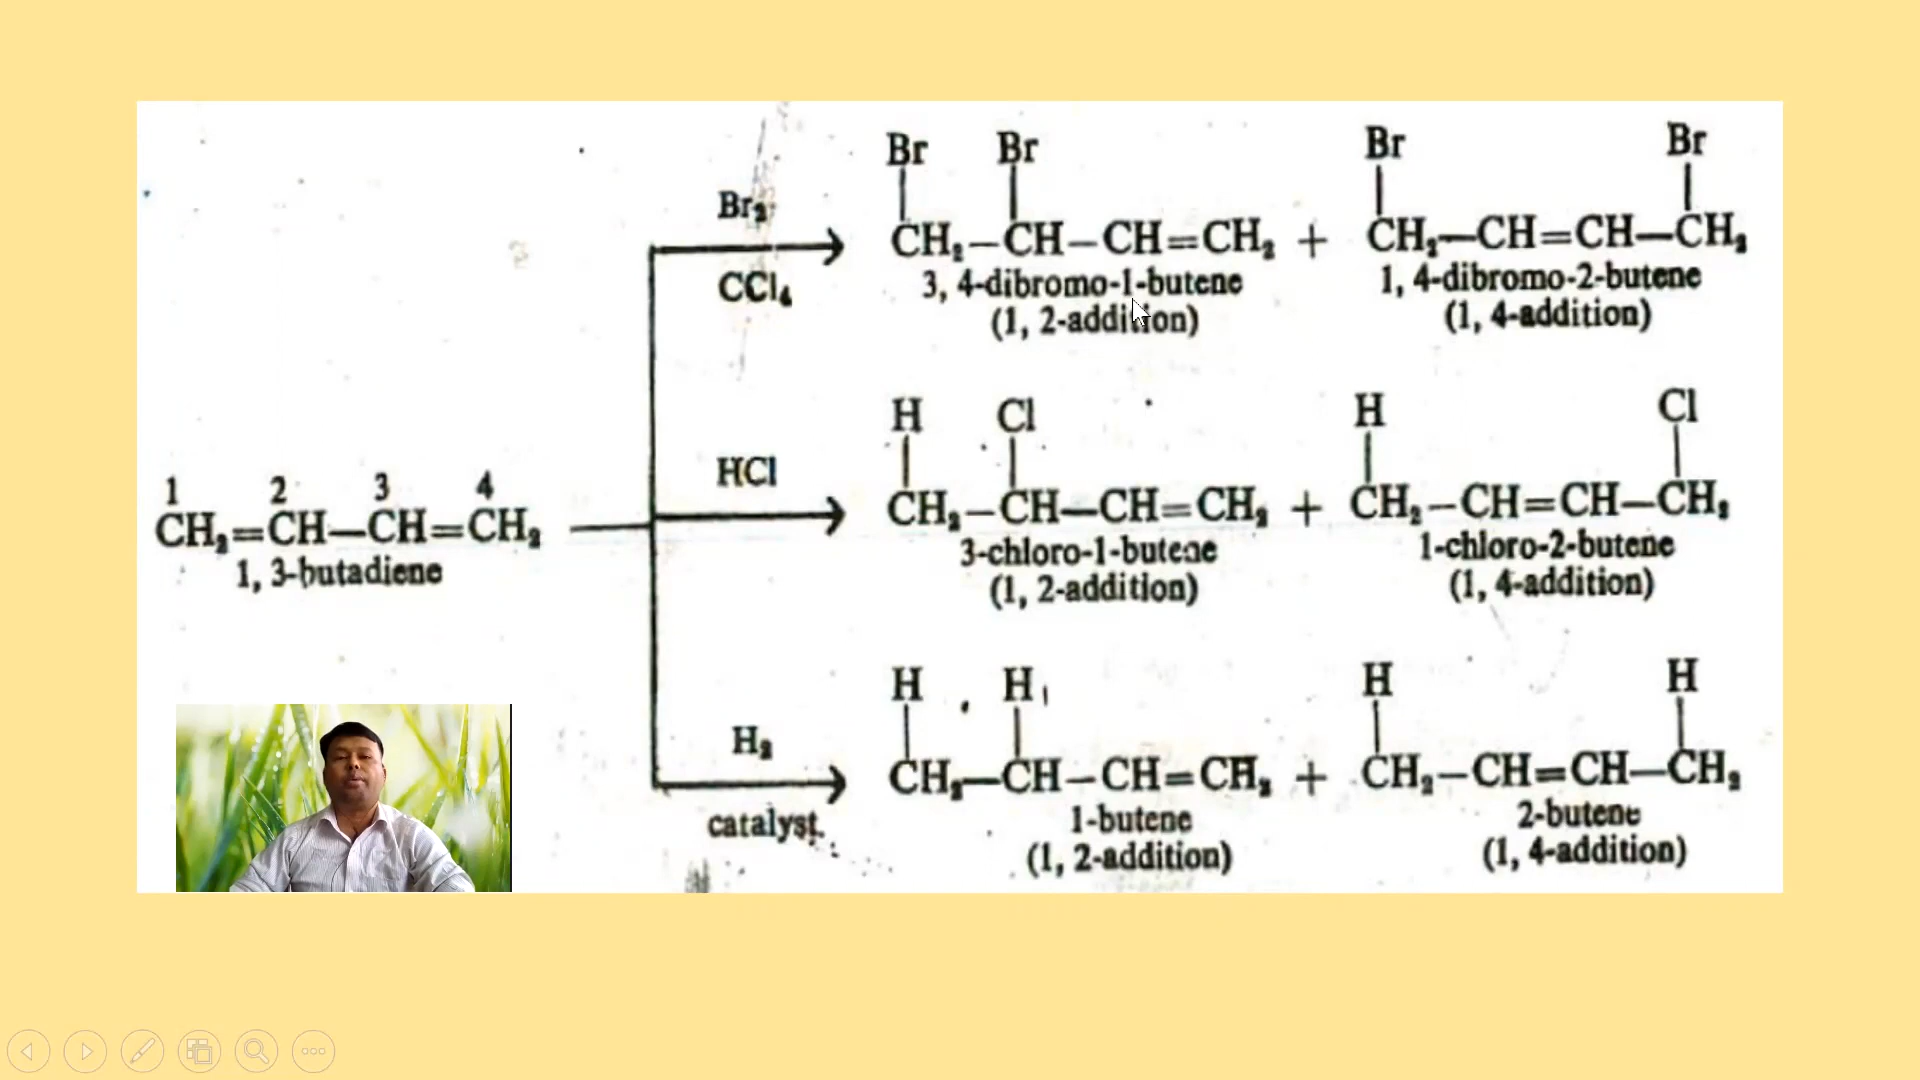 Br Br Br Br
Br₂
CH₂–CH–CH=CH₂ + CH₂–CH=CH–CH₂
CCl₄
3, 4-dibromo-1-butene 1, 4-dibromo-2-butene
(1, 2-addition) (1, 4-addition)
H Cl H Cl
HCl
1 2 3 4
CH₂=CH–CH=CH₂
CH₂–CH–CH=CH₂ + CH₂–CH=CH–CH₂
1, 3-butadiene
3-chloro-1-butene 1-chloro-2-butene
(1, 2-addition) (1, 4-addition)
H H H H
H₂
CH₂–CH–CH=CH₂ + CH₂–CH=CH–CH₂
catalyst.
1-butene 2-butene
(1, 2-addition) (1, 4-addition)